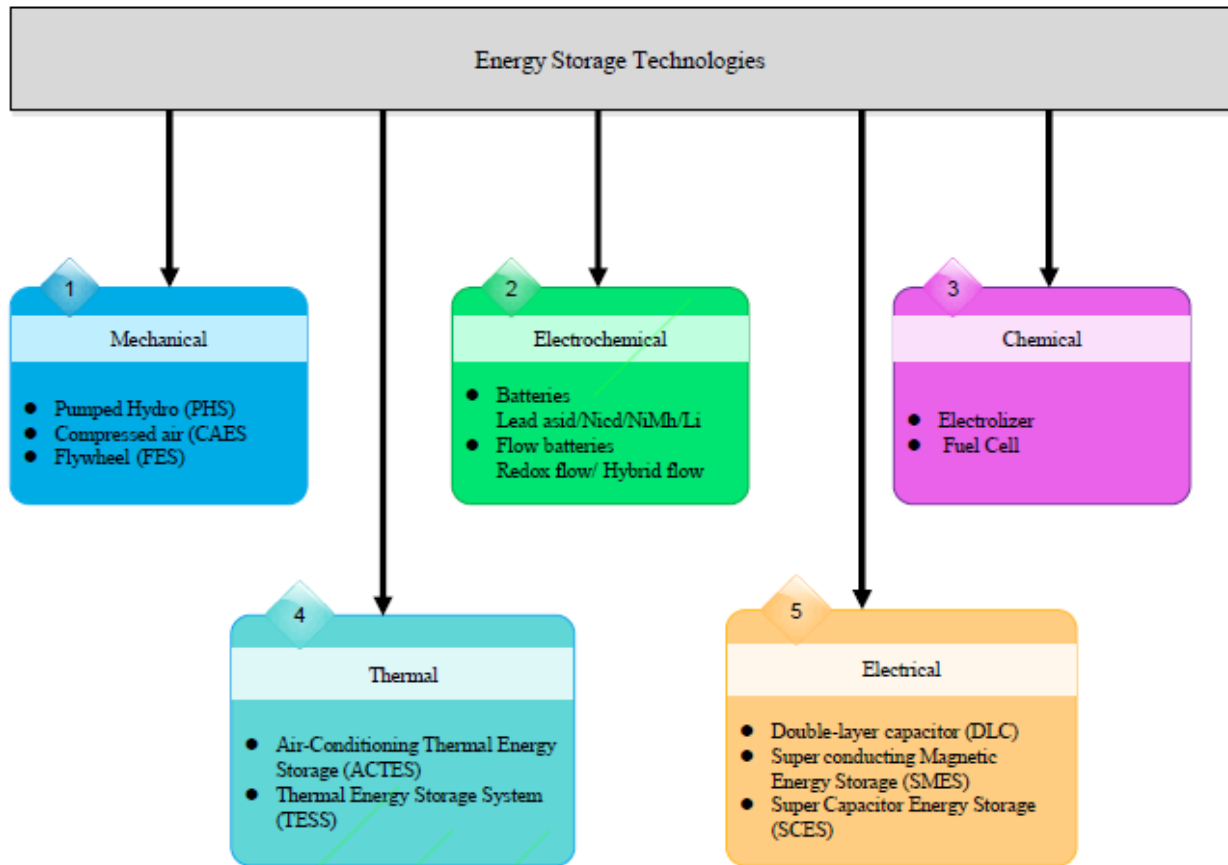 Energy Storage Technologies
1
Mechanical
● Pumped Hydro (PHS)
● Compressed air (CAES
● Flywheel (FES)
2
Electrochemical
● Batteries
Lead asid/Nicd/NiMh/Li
● Flow batteries
Redox flow/ Hybrid flow
3
Chemical
● Electrolizer
● Fuel Cell
4
Thermal
● Air-Conditioning Thermal Energy
Storage (ACTES)
● Thermal Energy Storage System
(TESS)
5
Electrical
● Double-layer capacitor (DLC)
● Super conducting Magnetic
Energy Storage (SMES)
● Super Capacitor Energy Storage
(SCES)